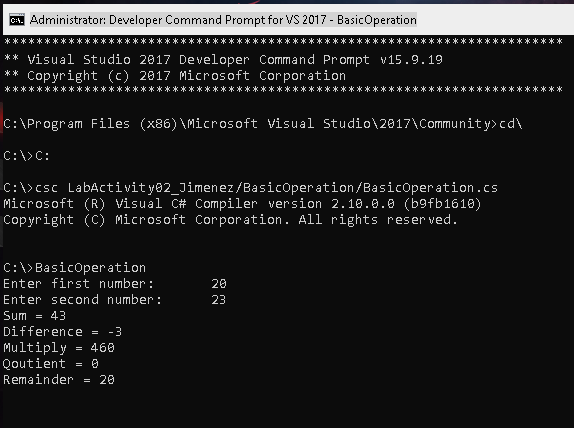 Administrator: Developer Command Prompt for VS 2017 - BasicOperation
**********************************************************************
** Visual Studio 2017 Developer Command Prompt v15.9.19
** Copyright (c) 2017 Microsoft Corporation
**********************************************************************
C:\Program Files (x86)\Microsoft Visual Studio\2017\Community>cd\
C:\>C:
C:\>csc LabActivity02_Jimenez/BasicOperation/BasicOperation.cs
Microsoft (R) Visual C# Compiler version 2.10.0.0 (b9fb1610)
Copyright (C) Microsoft Corporation. All rights reserved.
C:\>BasicOperation
Enter first number:       20
Enter second number:      23
Sum = 43
Difference = -3
Multiply = 460
Qoutient = 0
Remainder = 20